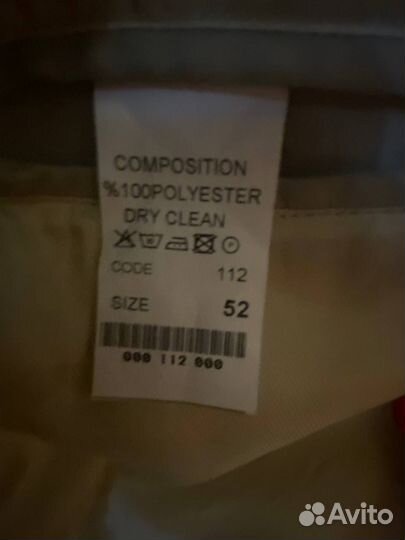 COMPOSITION
%100POLYESTER
DRY CLEAN
CODE 112
SIZE 52
000 112 000
Avito